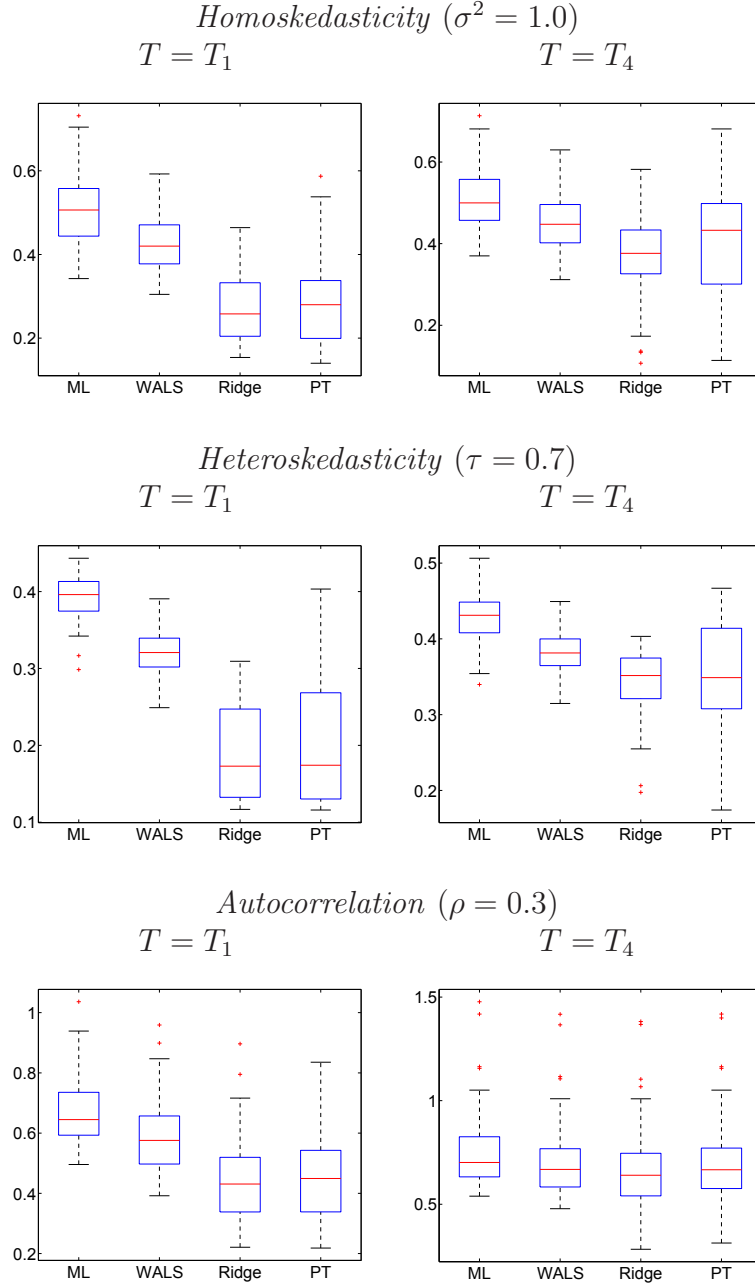 Homoskedasticity (σ² = 1.0)
T = T₁ T = T₄
0.6
0.4
0.2
ML WALS Ridge PT
0.6
0.4
0.2
ML WALS Ridge PT
Heteroskedasticity (τ = 0.7)
T = T₁ T = T₄
0.4
0.3
0.2
0.1
ML WALS Ridge PT
0.5
0.4
0.3
0.2
ML WALS Ridge PT
Autocorrelation (ρ = 0.3)
T = T₁ T = T₄
1
0.8
0.6
0.4
0.2
ML WALS Ridge PT
1.5
1
0.5
ML WALS Ridge PT